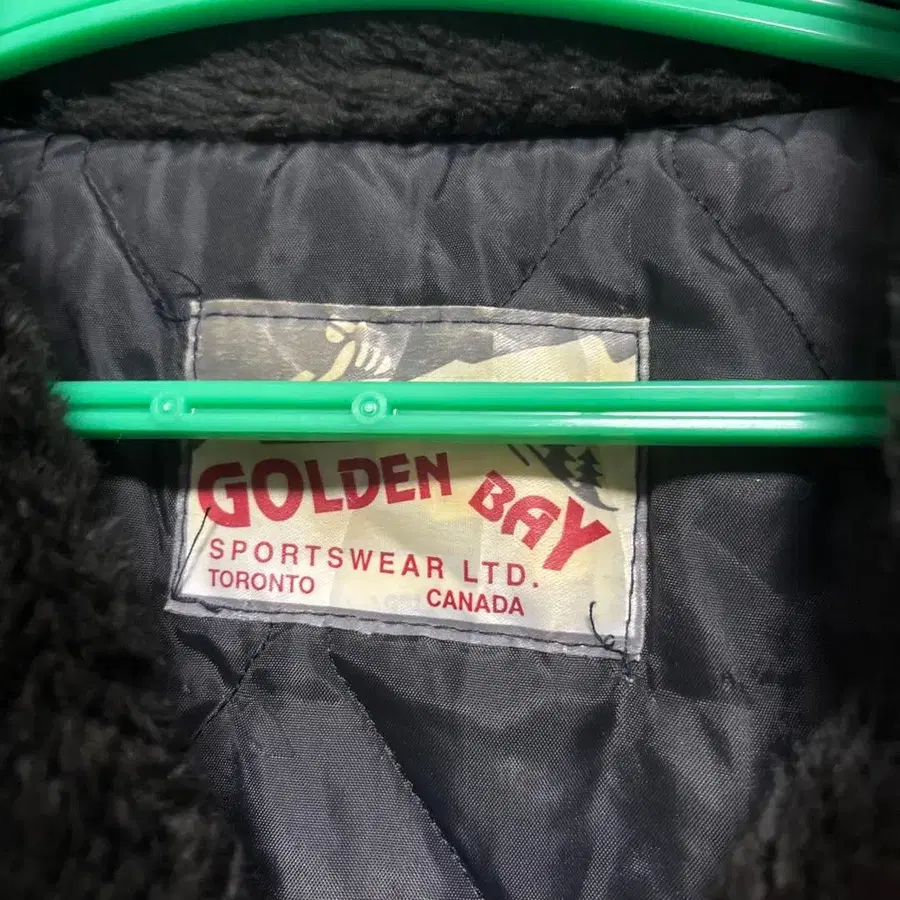 GOLDEN BAY
SPORTSWEAR LTD.
TORONTO CANADA